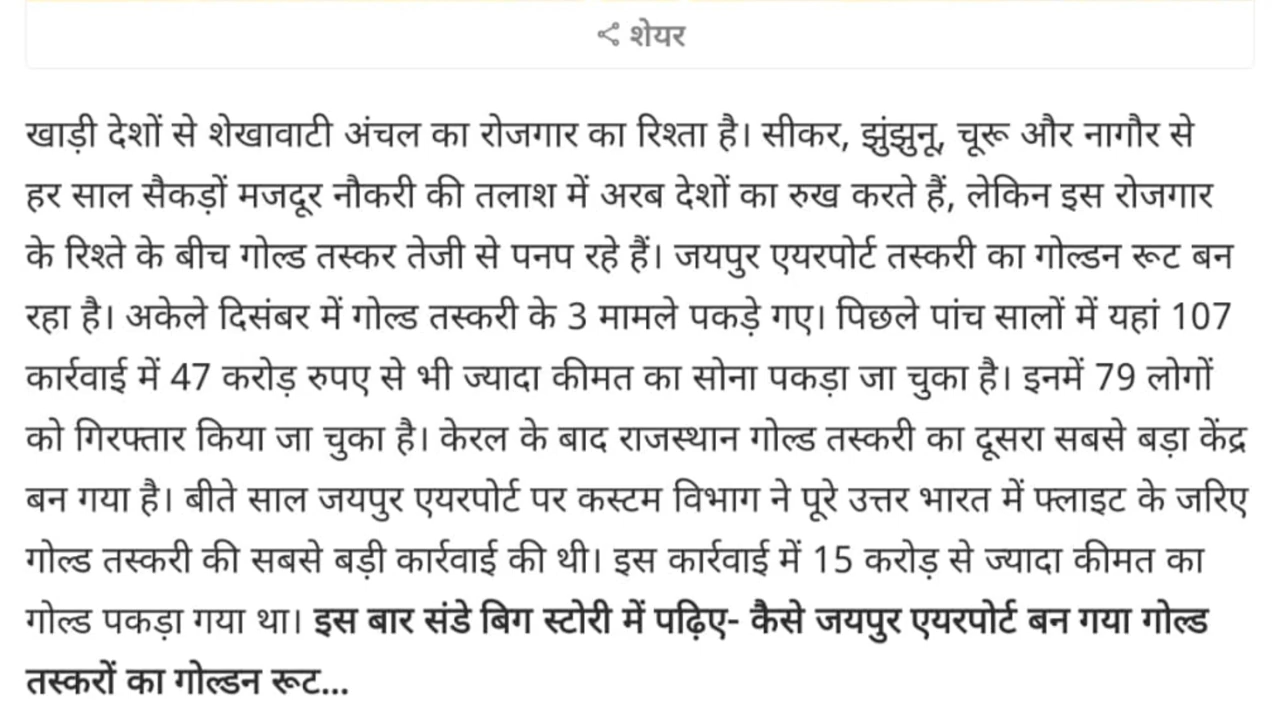 शेयर
खाड़ी देशों से शेखावाटी अंचल का रोजगार का रिश्ता है। सीकर, झुंझुनू, चूरू और नागौर से
हर साल सैकड़ों मजदूर नौकरी की तलाश में अरब देशों का रुख करते हैं, लेकिन इस रोजगार
के रिश्ते के बीच गोल्ड तस्कर तेजी से पनप रहे हैं। जयपुर एयरपोर्ट तस्करी का गोल्डन रूट बन
रहा है। अकेले दिसंबर में गोल्ड तस्करी के 3 मामले पकड़े गए। पिछले पांच सालों में यहां 107
कार्रवाई में 47 करोड़ रुपए से भी ज्यादा कीमत का सोना पकड़ा जा चुका है। इनमें 79 लोगों
को गिरफ्तार किया जा चुका है। केरल के बाद राजस्थान गोल्ड तस्करी का दूसरा सबसे बड़ा केंद्र
बन गया है। बीते साल जयपुर एयरपोर्ट पर कस्टम विभाग ने पूरे उत्तर भारत में फ्लाइट के जरिए
गोल्ड तस्करी की सबसे बड़ी कार्रवाई की थी। इस कार्रवाई में 15 करोड़ से ज्यादा कीमत का
गोल्ड पकड़ा गया था। इस बार संडे बिग स्टोरी में पढ़िए- कैसे जयपुर एयरपोर्ट बन गया गोल्ड
तस्करों का गोल्डन रूट...